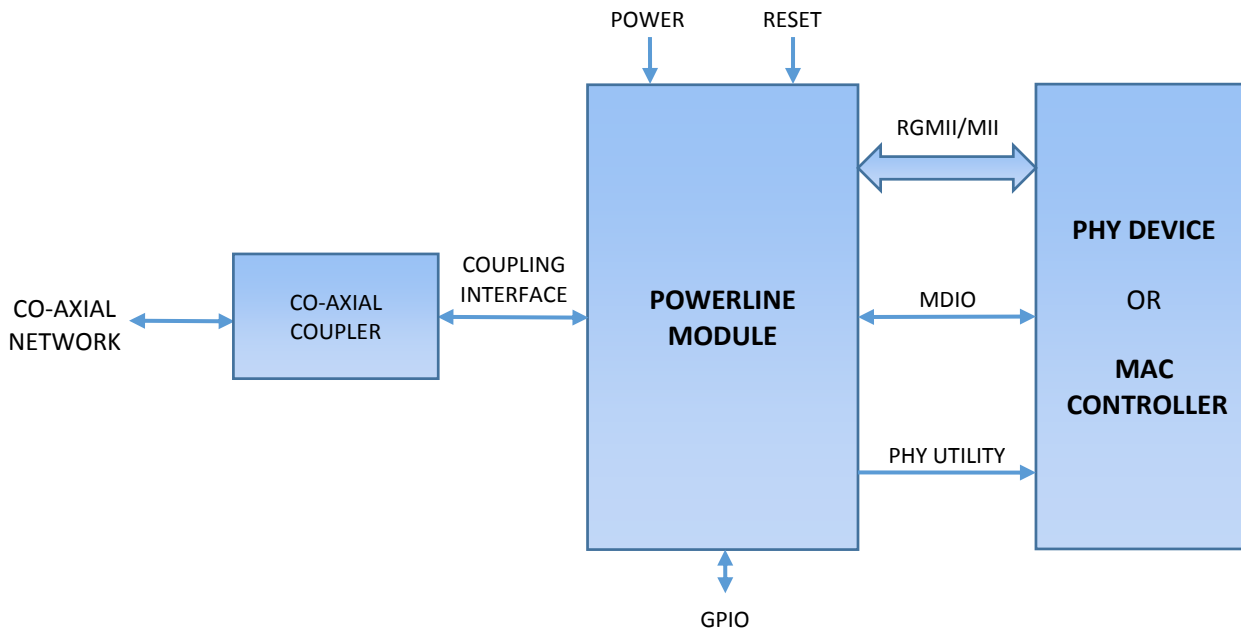 POWER
RESET
RGMII/MII
PHY DEVICE
OR
MAC
CONTROLLER
COUPLING
INTERFACE
CO-AXIAL
NETWORK
CO-AXIAL
COUPLER
POWERLINE
MODULE
MDIO
PHY UTILITY
GPIO